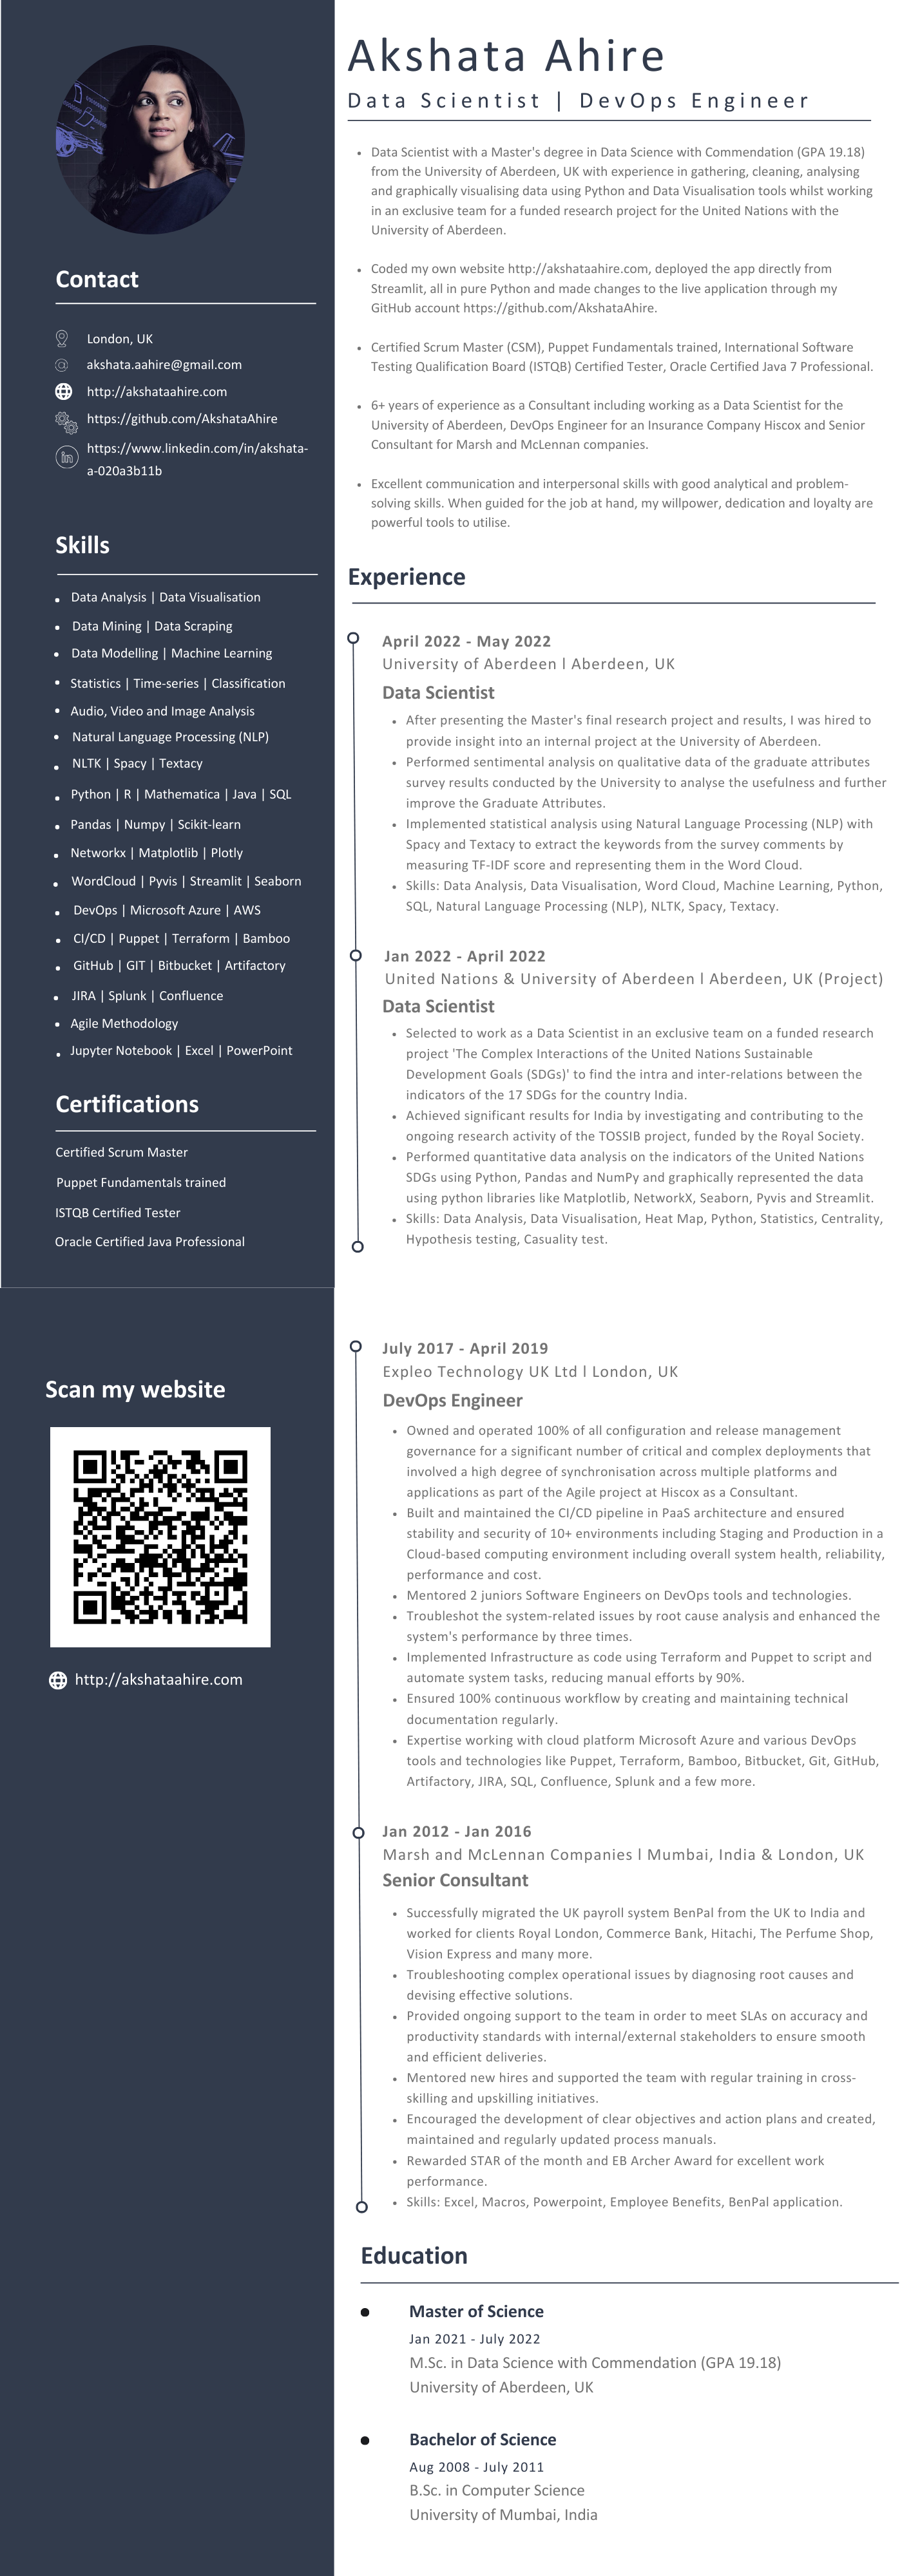 Akshata Ahire
Data Scientist | DevOps Engineer
Contact
London, UK
akshata.aahire@gmail.com
http://akshataahire.com
https://github.com/AkshataAhire
https://www.linkedin.com/in/akshata-
a-020a3b11b
Skills
Data Analysis | Data Visualisation
Data Mining | Data Scraping
Data Modelling | Machine Learning
Statistics | Time-series | Classification
Audio, Video and Image Analysis
Natural Language Processing (NLP)
NLTK | Spacy | Textacy
Python | R | Mathematica | Java | SQL
Pandas | Numpy | Scikit-learn
Networkx | Matplotlib | Plotly
WordCloud | Pyvis | Streamlit | Seaborn
DevOps | Microsoft Azure | AWS
CI/CD | Puppet | Terraform | Bamboo
GitHub | GIT | Bitbucket | Artifactory
JIRA | Splunk | Confluence
Agile Methodology
Jupyter Notebook | Excel | PowerPoint
Certifications
Certified Scrum Master
Puppet Fundamentals trained
ISTQB Certified Tester
Oracle Certified Java Professional
• Data Scientist with a Master's degree in Data Science with Commendation (GPA 19.18)
from the University of Aberdeen, UK with experience in gathering, cleaning, analysing
and graphically visualising data using Python and Data Visualisation tools whilst working
in an exclusive team for a funded research project for the United Nations with the
University of Aberdeen.
• Coded my own website http://akshataahire.com, deployed the app directly from
Streamlit, all in pure Python and made changes to the live application through my
GitHub account https://github.com/AkshataAhire.
• Certified Scrum Master (CSM), Puppet Fundamentals trained, International Software
Testing Qualification Board (ISTQB) Certified Tester, Oracle Certified Java 7 Professional.
• 6+ years of experience as a Consultant including working as a Data Scientist for the
University of Aberdeen, DevOps Engineer for an Insurance Company Hiscox and Senior
Consultant for Marsh and McLennan companies.
• Excellent communication and interpersonal skills with good analytical and problem-
solving skills. When guided for the job at hand, my willpower, dedication and loyalty are
powerful tools to utilise.
Experience
April 2022 - May 2022
University of Aberdeen l Aberdeen, UK
Data Scientist
• After presenting the Master's final research project and results, I was hired to
provide insight into an internal project at the University of Aberdeen.
• Performed sentimental analysis on qualitative data of the graduate attributes
survey results conducted by the University to analyse the usefulness and further
improve the Graduate Attributes.
• Implemented statistical analysis using Natural Language Processing (NLP) with
Spacy and Textacy to extract the keywords from the survey comments by
measuring TF-IDF score and representing them in the Word Cloud.
• Skills: Data Analysis, Data Visualisation, Word Cloud, Machine Learning, Python,
SQL, Natural Language Processing (NLP), NLTK, Spacy, Textacy.
Jan 2022 - April 2022
United Nations & University of Aberdeen l Aberdeen, UK (Project)
Data Scientist
• Selected to work as a Data Scientist in an exclusive team on a funded research
project 'The Complex Interactions of the United Nations Sustainable
Development Goals (SDGs)' to find the intra and inter-relations between the
indicators of the 17 SDGs for the country India.
• Achieved significant results for India by investigating and contributing to the
ongoing research activity of the TOSSIB project, funded by the Royal Society.
• Performed quantitative data analysis on the indicators of the United Nations
SDGs using Python, Pandas and NumPy and graphically represented the data
using python libraries like Matplotlib, NetworkX, Seaborn, Pyvis and Streamlit.
• Skills: Data Analysis, Data Visualisation, Heat Map, Python, Statistics, Centrality,
Hypothesis testing, Casuality test.
Scan my website
http://akshataahire.com
July 2017 - April 2019
Expleo Technology UK Ltd l London, UK
DevOps Engineer
• Owned and operated 100% of all configuration and release management
governance for a significant number of critical and complex deployments that
involved a high degree of synchronisation across multiple platforms and
applications as part of the Agile project at Hiscox as a Consultant.
• Built and maintained the CI/CD pipeline in PaaS architecture and ensured
stability and security of 10+ environments including Staging and Production in a
Cloud-based computing environment including overall system health, reliability,
performance and cost.
• Mentored 2 juniors Software Engineers on DevOps tools and technologies.
• Troubleshot the system-related issues by root cause analysis and enhanced the
system's performance by three times.
• Implemented Infrastructure as code using Terraform and Puppet to script and
automate system tasks, reducing manual efforts by 90%.
• Ensured 100% continuous workflow by creating and maintaining technical
documentation regularly.
• Expertise working with cloud platform Microsoft Azure and various DevOps
tools and technologies like Puppet, Terraform, Bamboo, Bitbucket, Git, GitHub,
Artifactory, JIRA, SQL, Confluence, Splunk and a few more.
Jan 2012 - Jan 2016
Marsh and McLennan Companies l Mumbai, India & London, UK
Senior Consultant
• Successfully migrated the UK payroll system BenPal from the UK to India and
worked for clients Royal London, Commerce Bank, Hitachi, The Perfume Shop,
Vision Express and many more.
• Troubleshooting complex operational issues by diagnosing root causes and
devising effective solutions.
• Provided ongoing support to the team in order to meet SLAs on accuracy and
productivity standards with internal/external stakeholders to ensure smooth
and efficient deliveries.
• Mentored new hires and supported the team with regular training in cross-
skilling and upskilling initiatives.
• Encouraged the development of clear objectives and action plans and created,
maintained and regularly updated process manuals.
• Rewarded STAR of the month and EB Archer Award for excellent work
performance.
• Skills: Excel, Macros, Powerpoint, Employee Benefits, BenPal application.
Education
Master of Science
Jan 2021 - July 2022
M.Sc. in Data Science with Commendation (GPA 19.18)
University of Aberdeen, UK
Bachelor of Science
Aug 2008 - July 2011
B.Sc. in Computer Science
University of Mumbai, India